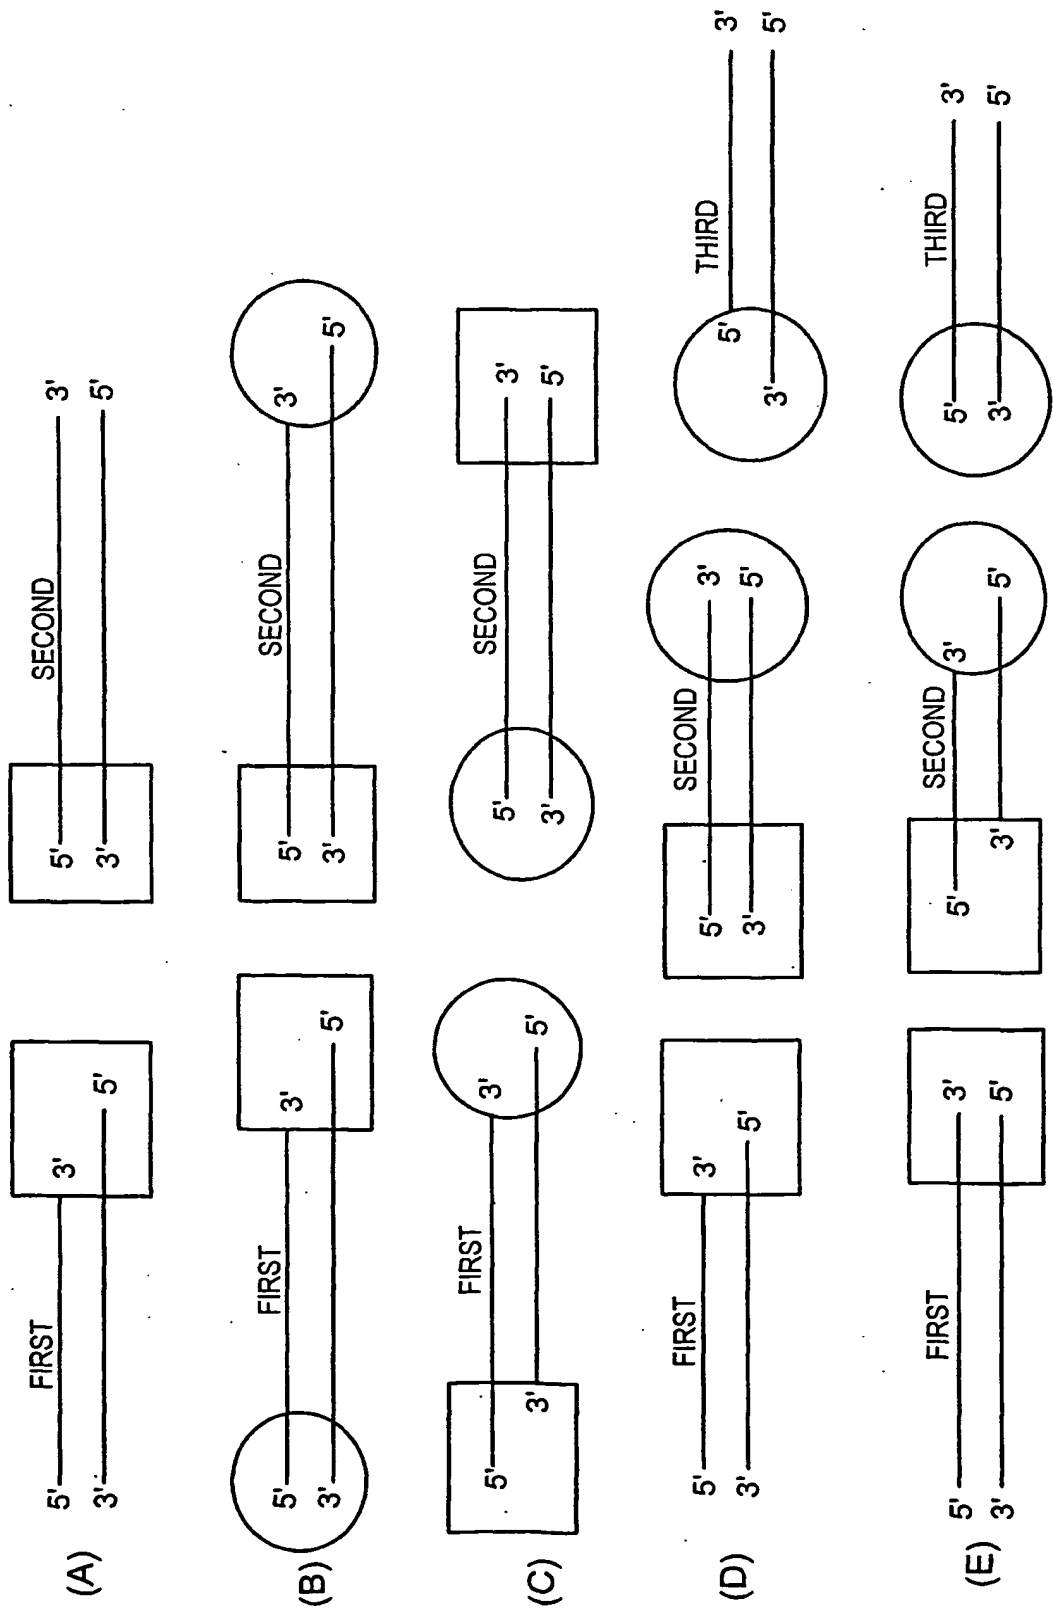 FIRST SECOND
5' 3' 5' 3'
(A)
3' 5' 3' 5'
FIRST SECOND
5' 3' 5' 3'
(B)
3' 5' 3' 5'
FIRST SECOND
5' 3' 5' 3'
(C)
3' 5' 3' 5'
FIRST SECOND THIRD
5' 3' 5' 3' 5' 3'
(D)
3' 5' 3' 5' 3' 5'
FIRST SECOND THIRD
5' 3' 5' 3' 5' 3'
(E)
3' 5' 3' 5' 3' 5'